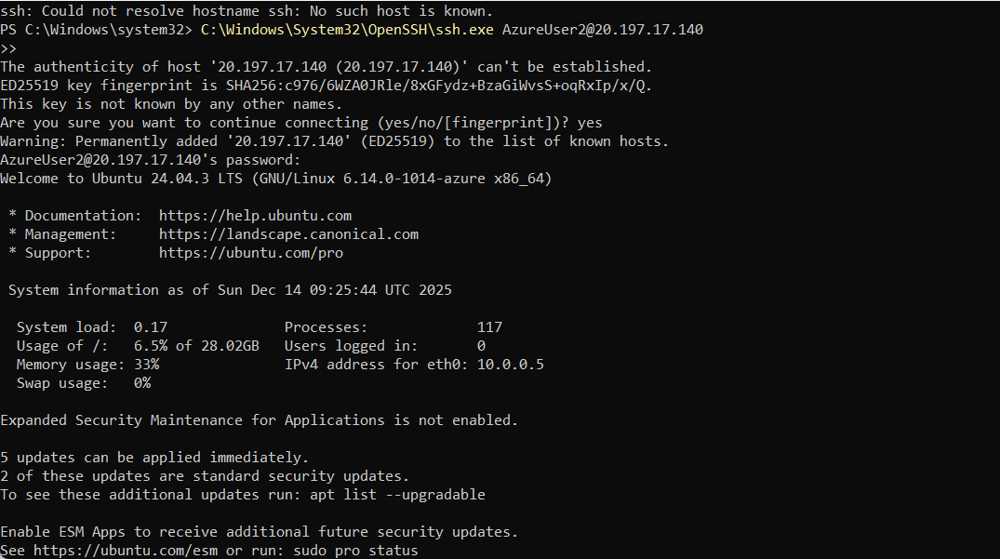 ssh: Could not resolve hostname ssh: No such host is known.
PS C:\Windows\system32> C:\Windows\System32\OpenSSH\ssh.exe AzureUser2@20.197.17.140
>>
The authenticity of host '20.197.17.140 (20.197.17.140)' can't be established.
ED25519 key fingerprint is SHA256:c976/6WZA0JRle/8xGFydz+BzaGiWvsS+oqRxIp/x/Q.
This key is not known by any other names.
Are you sure you want to continue connecting (yes/no/[fingerprint])? yes
Warning: Permanently added '20.197.17.140' (ED25519) to the list of known hosts.
AzureUser2@20.197.17.140's password:
Welcome to Ubuntu 24.04.3 LTS (GNU/Linux 6.14.0-1014-azure x86_64)

 * Documentation:  https://help.ubuntu.com
 * Management:     https://landscape.canonical.com
 * Support:        https://ubuntu.com/pro

 System information as of Sun Dec 14 09:25:44 UTC 2025

  System load:  0.17              Processes:             117
  Usage of /:   6.5% of 28.02GB   Users logged in:       0
  Memory usage: 33%               IPv4 address for eth0: 10.0.0.5
  Swap usage:   0%

Expanded Security Maintenance for Applications is not enabled.

5 updates can be applied immediately.
2 of these updates are standard security updates.
To see these additional updates run: apt list --upgradable

Enable ESM Apps to receive additional future security updates.
See https://ubuntu.com/esm or run: sudo pro status